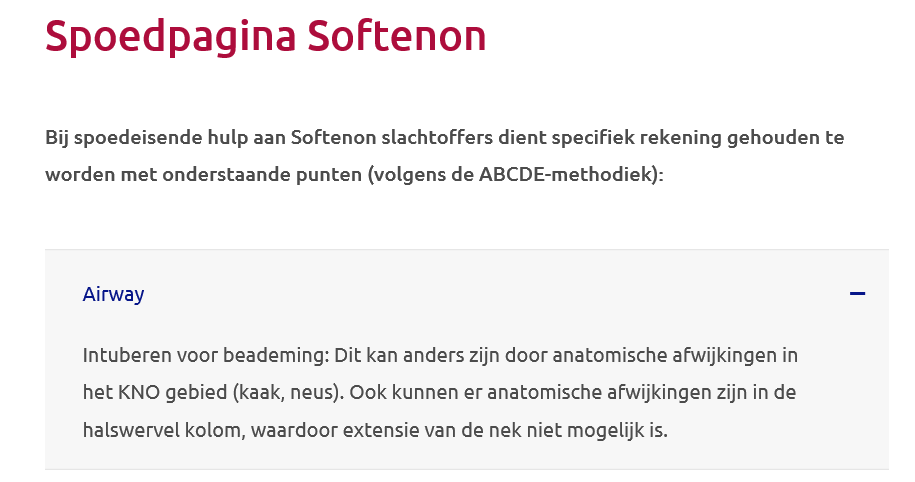 Spoedpagina Softenon
Bij spoedeisende hulp aan Softenon slachtoffers dient specifiek rekening gehouden te
worden met onderstaande punten (volgens de ABCDE-methodiek):
Airway
Intuberen voor beademing: Dit kan anders zijn door anatomische afwijkingen in
het KNO gebied (kaak, neus). Ook kunnen er anatomische afwijkingen zijn in de
halswervel kolom, waardoor extensie van de nek niet mogelijk is.